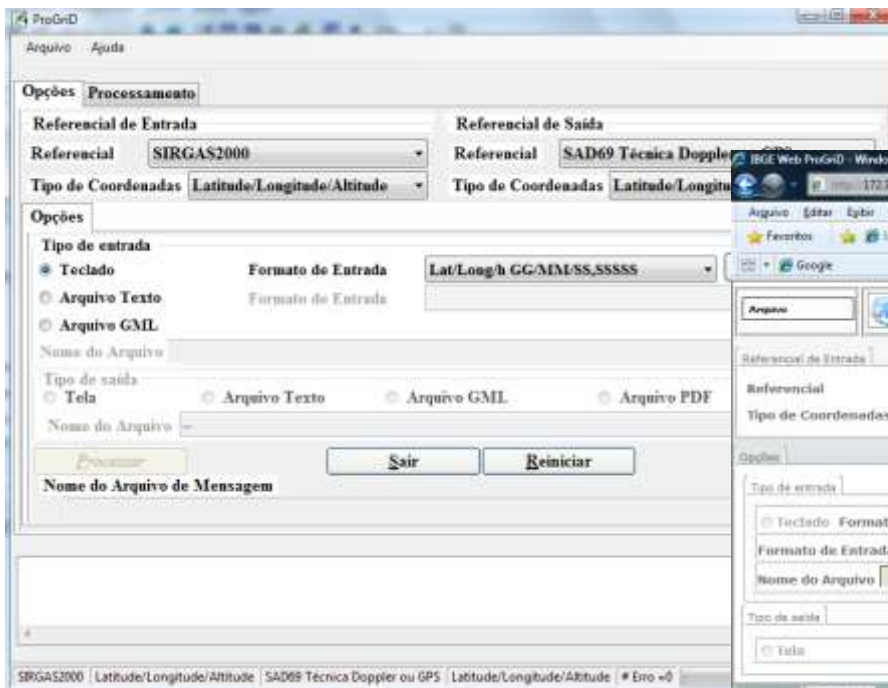 ProGriD
Arquivo Ajuda
Opções Processamento
Referencial de Entrada
Referencial SIRGAS2000
Tipo de Coordenadas Latitude/Longitude/Altitude
Referencial de Saída
Referencial SAD69 Técnica Doppler
Tipo de Coordenadas Latitude/Longitu
Opções
Tipo de entrada
Teclado Formato de Entrada Lat/Long/h GG/MM/SS,SSSSS
Arquivo Texto Formato de Entrada
Arquivo GML
Nome do Arquivo
Tipo de saída
Tela Arquivo Texto Arquivo GML Arquivo PDF
Nome do Arquivo --
Processar Sair Reiniciar
Nome do Arquivo de Mensagem
SIRGAS2000 Latitude/Longitude/Altitude SAD69 Técnica Doppler ou GPS Latitude/Longitude/Altitude # Erro =0
IBGE Web ProGriD - Windo
172.
Arquivo Editar Exibir
Favoritos
Google
Arquivo
Referencial de Entrada
Referencial
Tipo de Coordenadas
Opções
Tipo de entrada
Teclado Format
Formato de Entrad
Nome do Arquivo
Tipo de saída
Tela